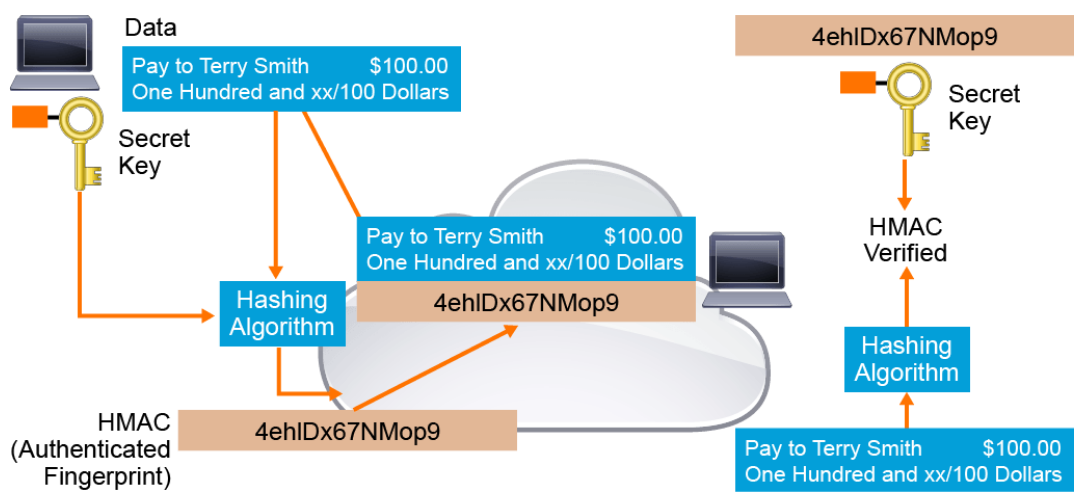 Data
Pay to Terry Smith $100.00
One Hundred and xx/100 Dollars
Secret
Key
Pay to Terry Smith $100.00
One Hundred and xx/100 Dollars
4ehIDx67NMop9
Hashing
Algorithm
HMAC
(Authenticated
Fingerprint)
4ehIDx67NMop9
4ehIDx67NMop9
Secret
Key
HMAC
Verified
Hashing
Algorithm
Pay to Terry Smith $100.00
One Hundred and xx/100 Dollars